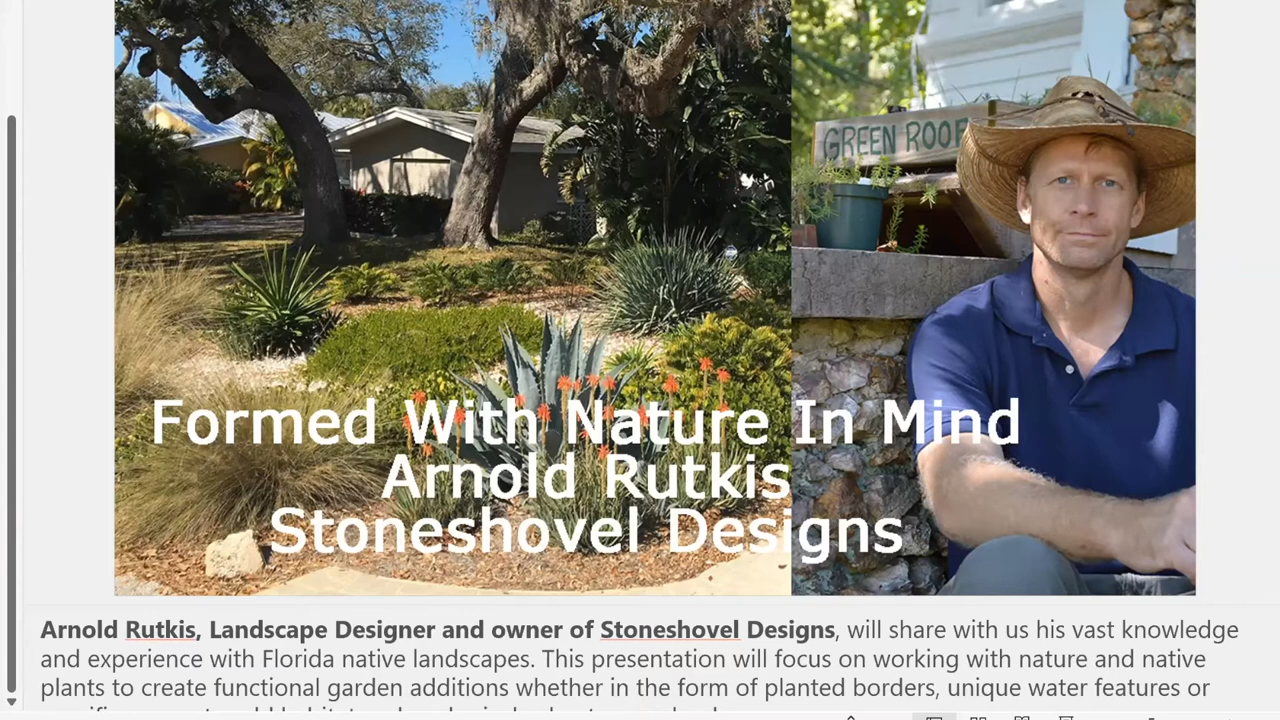 GREEN ROOF
Formed With Nature In Mind
Arnold Rutkis
Stoneshovel Designs
Arnold Rutkis, Landscape Designer and owner of Stoneshovel Designs, will share with us his vast knowledge
and experience with Florida native landscapes. This presentation will focus on working with nature and native
plants to create functional garden additions whether in the form of planted borders, unique water features or